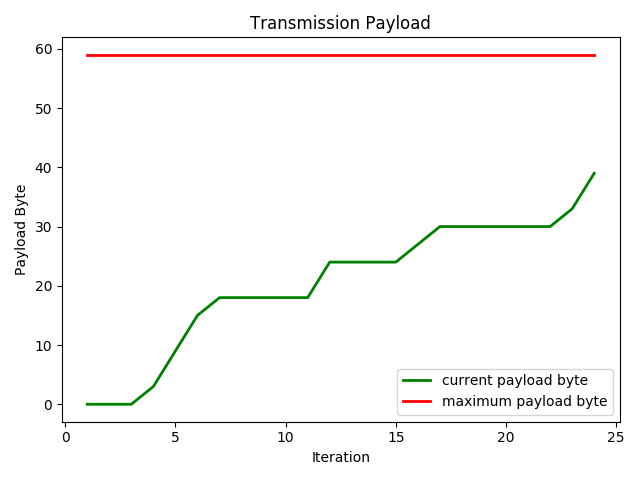 Transmission Payload
Payload Byte
60
50
40
30
20
10
0
0
5
10
15
20
25
Iteration
current payload byte
maximum payload byte